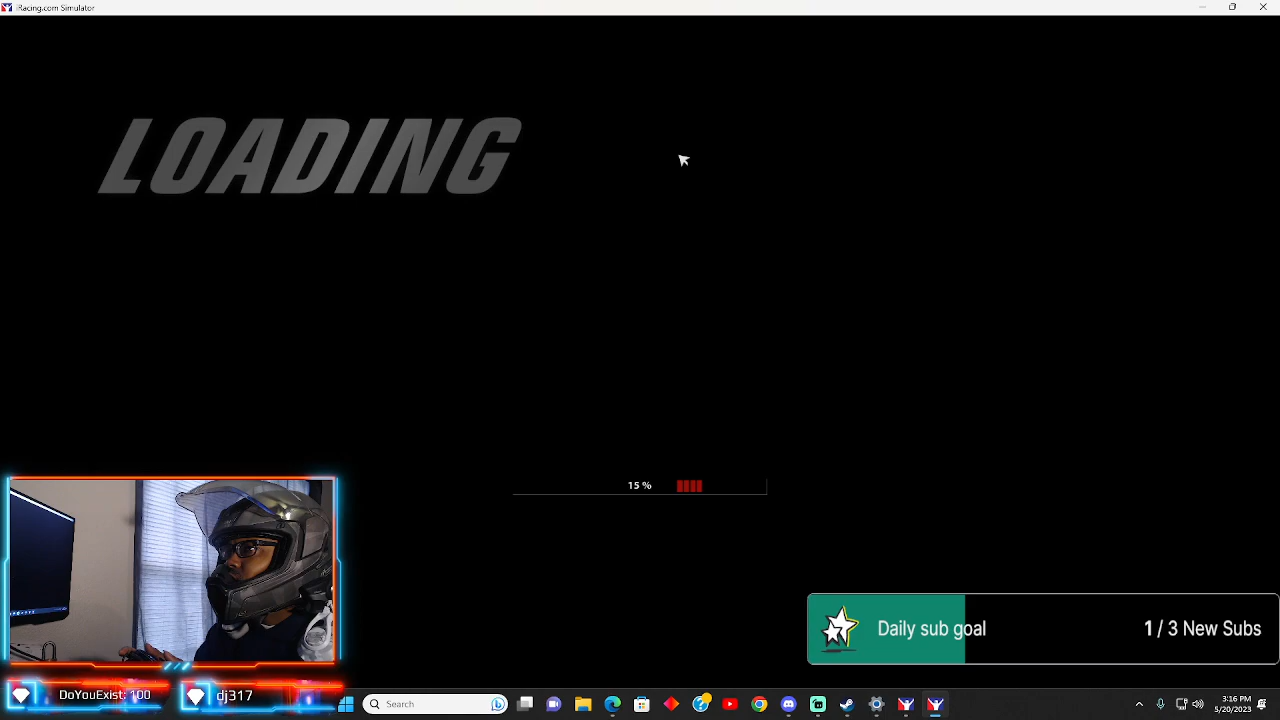 iRacing.com Simulator
LOADING
15 %
Daily sub goal
1 / 3 New Subs
DoYouExist: 100
dj317
Search
3:16 PM
5/20/2023